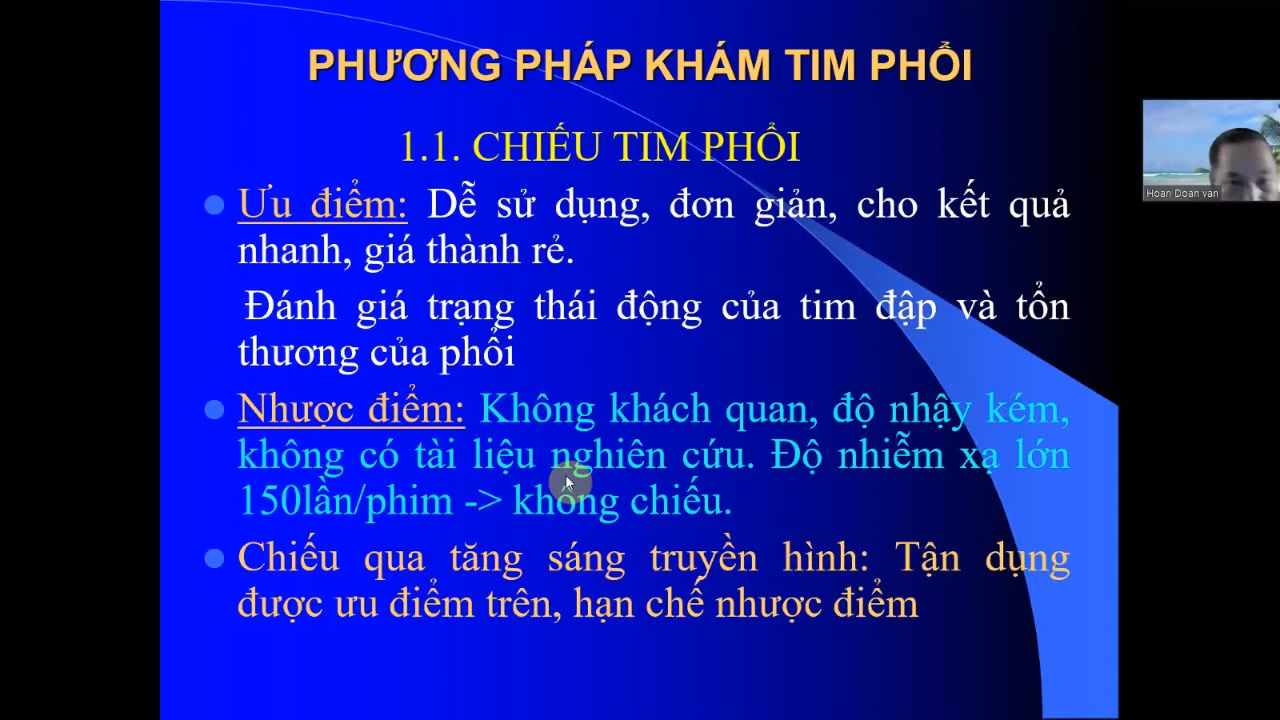 PHƯƠNG PHÁP KHÁM TIM PHỔI
1.1. CHIẾU TIM PHỔI
Ưu điểm: Dễ sử dụng, đơn giản, cho kết quả
nhanh, giá thành rẻ.
Đánh giá trạng thái động của tim đập và tổn
thương của phổi
Nhược điểm: Không khách quan, độ nhậy kém,
không có tài liệu nghiên cứu. Độ nhiễm xạ lớn
150lần/phim -> không chiếu.
Chiếu qua tăng sáng truyền hình: Tận dụng
được ưu điểm trên, hạn chế nhược điểm
Hoan Doan van